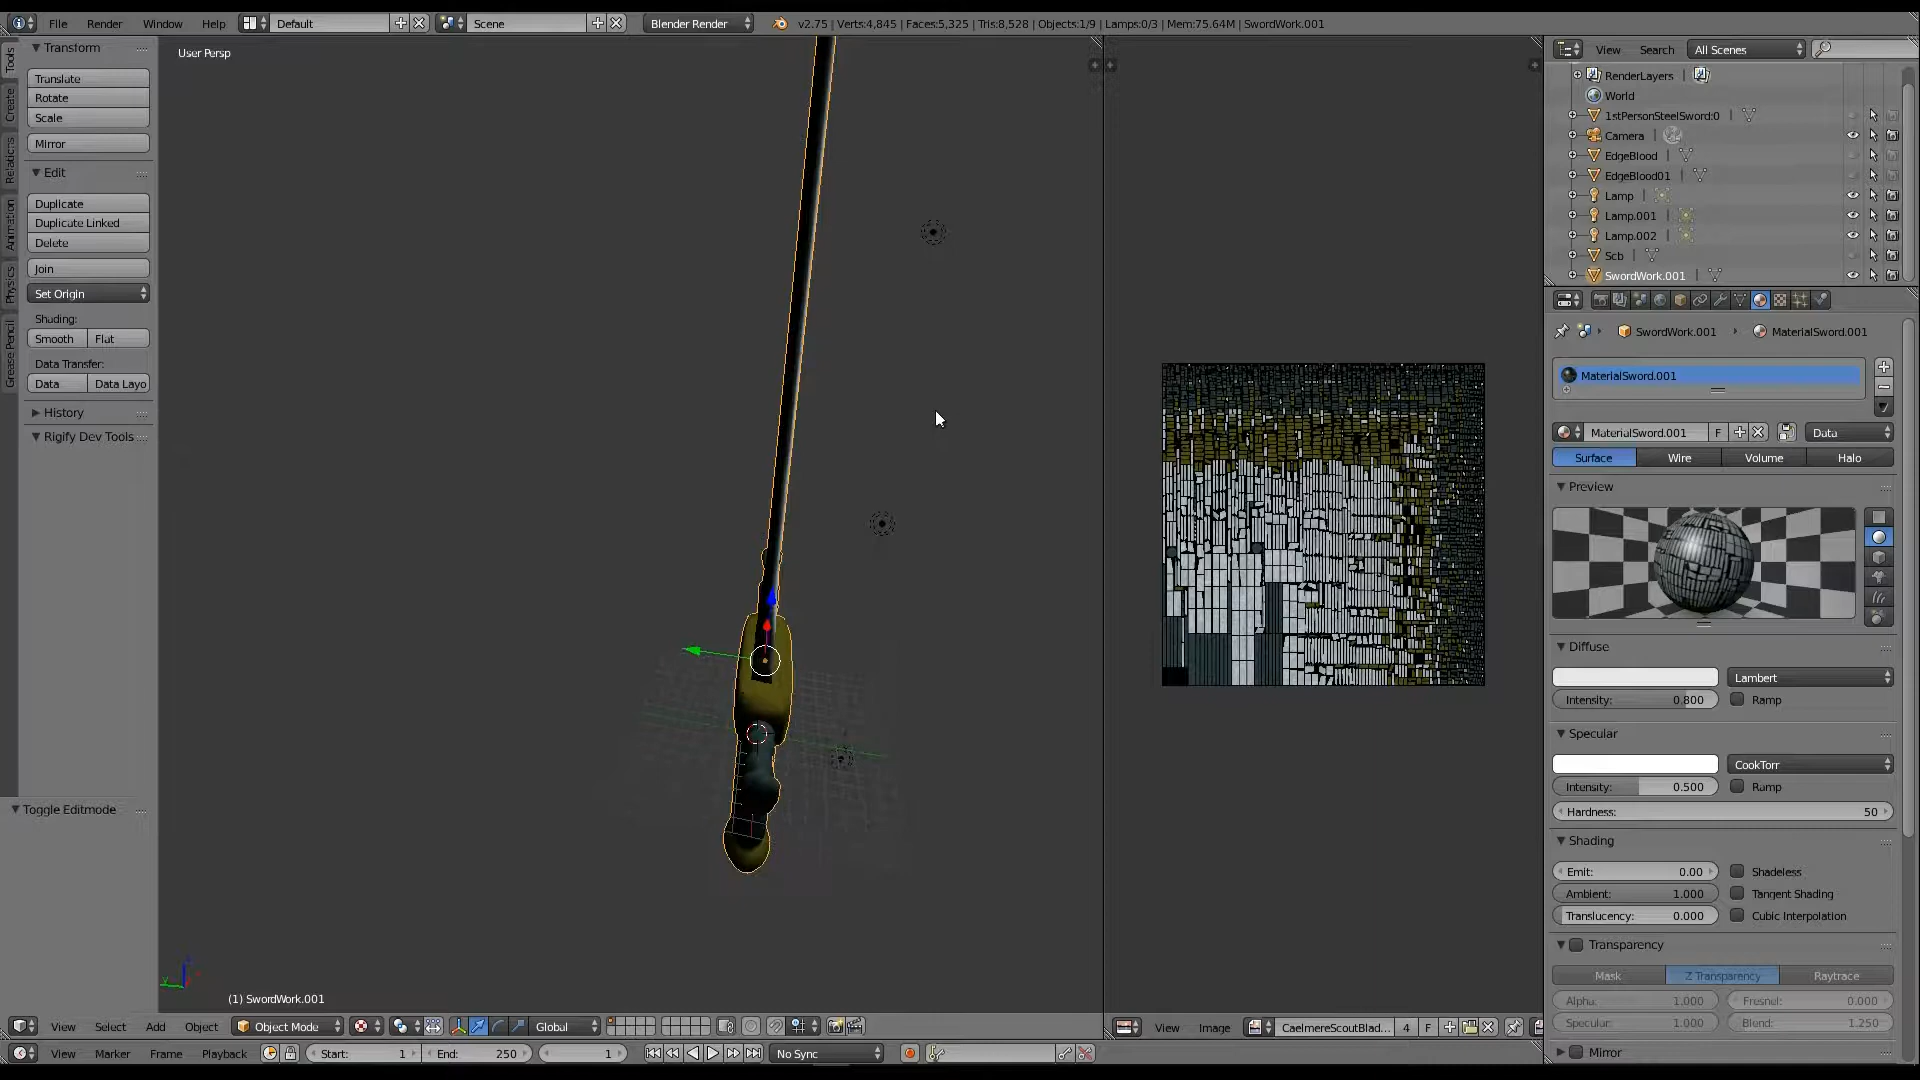 File Render Window Help Default Scene Blender Render v2.75 | Verts:4,845 | Faces:5,325 | Tris:8,528 | Objects:1/9 | Lamps:0/3 | Mem:75.64M | SwordWork.001
Tools
Create
Relations
Animation
Physics
Grease Pencil
Transform
Translate
Rotate
Scale
Mirror
Edit
Duplicate
Duplicate Linked
Delete
Join
Set Origin
Shading:
Smooth Flat
Data Transfer:
Data Data Layo
History
Rigify Dev Tools
Toggle Editmode
User Persp
(1) SwordWork.001
View Select Add Object Object Mode Global
View Image CaelmereScoutBlad... 4 F
View Marker Frame Playback Start: 1 End: 250 1 No Sync
View Search All Scenes
RenderLayers |
World
1stPersonSteelSword:0 |
Camera |
EdgeBlood |
EdgeBlood01 |
Lamp |
Lamp.001 |
Lamp.002 |
Scb |
SwordWork.001 |
SwordWork.001 MaterialSword.001
MaterialSword.001
MaterialSword.001 F Data
Surface Wire Volume Halo
Preview
Diffuse
Lambert
Intensity: 0.800 Ramp
Specular
CookTorr
Intensity: 0.500 Ramp
Hardness: 50
Shading
Emit: 0.00 Shadeless
Ambient: 1.000 Tangent Shading
Translucency: 0.000 Cubic Interpolation
Transparency
Mask Z Transparency Raytrace
Alpha: 1.000 Fresnel: 0.000
Specular: 1.000 Blend: 1.250
Mirror